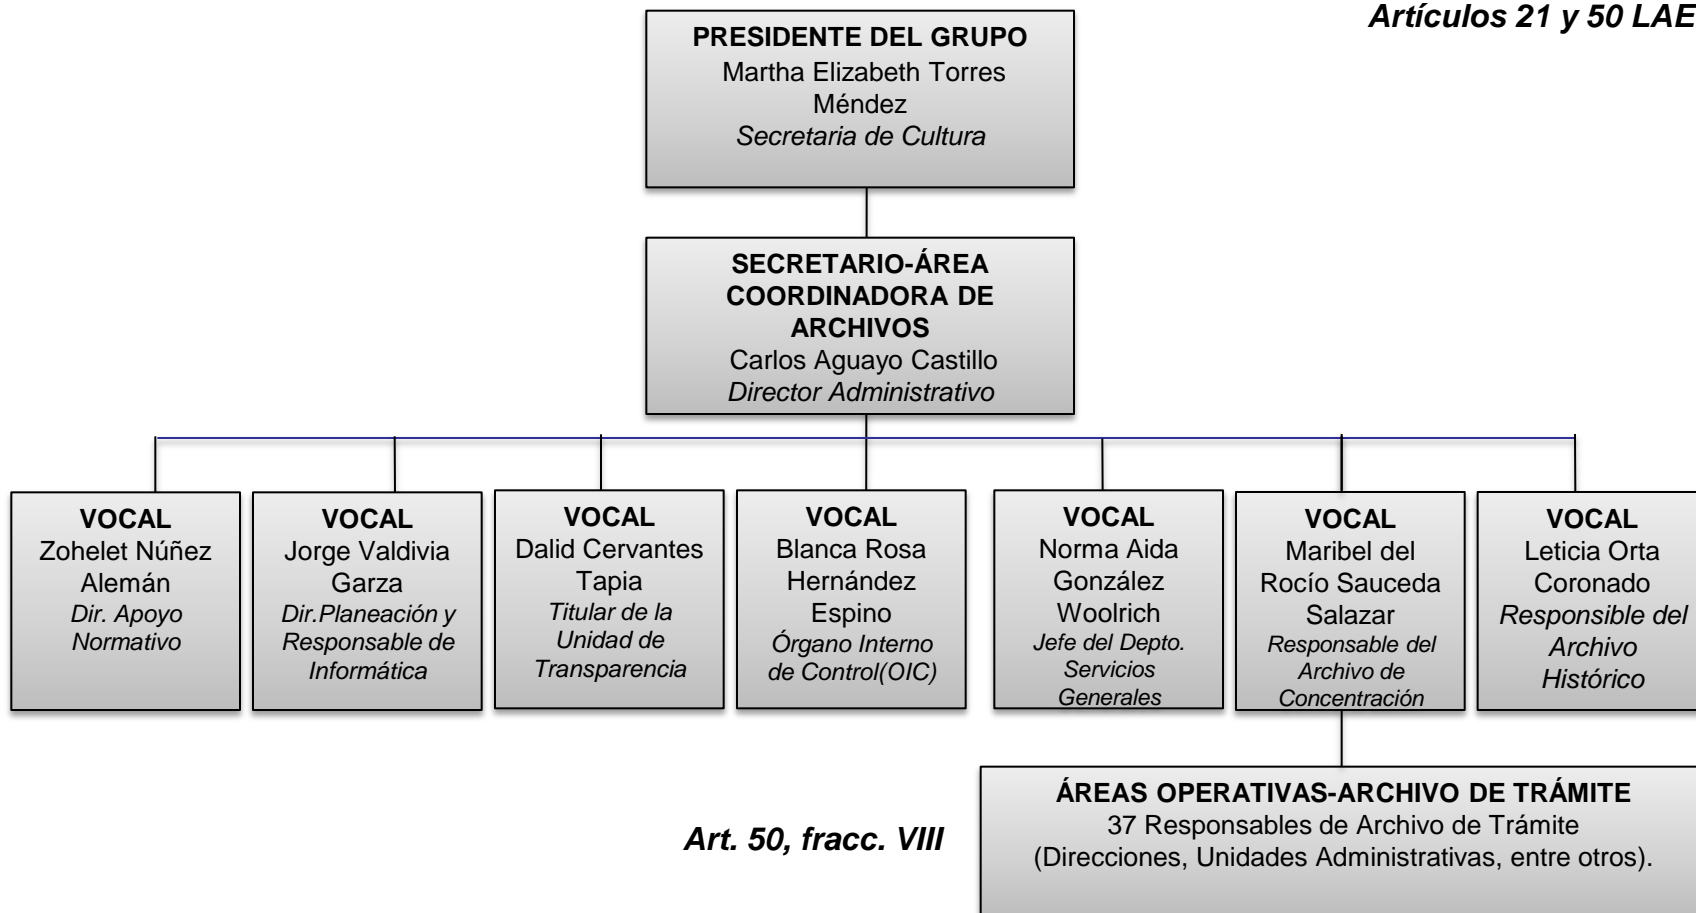 Artículos 21 y 50 LAE
PRESIDENTE DEL GRUPO
Martha Elizabeth Torres
Méndez
Secretaria de Cultura
SECRETARIO-ÁREA
COORDINADORA DE
ARCHIVOS
Carlos Aguayo Castillo
Director Administrativo
VOCAL
Zohelet Núñez
Alemán
Dir. Apoyo
Normativo
VOCAL
Jorge Valdivia
Garza
Dir.Planeación y
Responsable de
Informática
VOCAL
Dalid Cervantes
Tapia
Titular de la
Unidad de
Transparencia
VOCAL
Blanca Rosa
Hernández
Espino
Órgano Interno
de Control(OIC)
VOCAL
Norma Aida
González
Woolrich
Jefe del Depto.
Servicios
Generales
VOCAL
Maribel del
Rocío Sauceda
Salazar
Responsable del
Archivo de
Concentración
VOCAL
Leticia Orta
Coronado
Responsible del
Archivo
Histórico
ÁREAS OPERATIVAS-ARCHIVO DE TRÁMITE
37 Responsables de Archivo de Trámite
(Direcciones, Unidades Administrativas, entre otros).
Art. 50, fracc. VIII